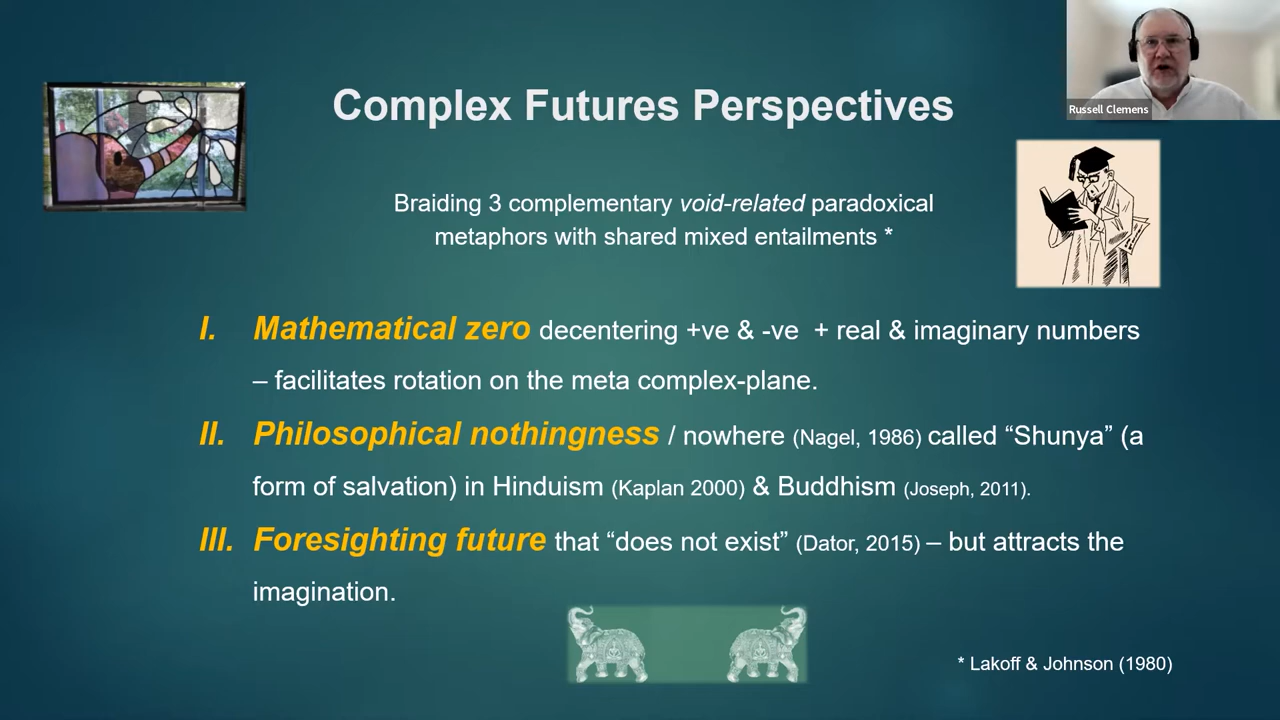 Russell Clemens
Complex Futures Perspectives
Braiding 3 complementary void-related paradoxical
metaphors with shared mixed entailments *
I. Mathematical zero decentering +ve & -ve + real & imaginary numbers
– facilitates rotation on the meta complex-plane.
II. Philosophical nothingness / nowhere (Nagel, 1986) called “Shunya” (a
form of salvation) in Hinduism (Kaplan 2000) & Buddhism (Joseph, 2011).
III. Foresighting future that “does not exist” (Dator, 2015) – but attracts the
imagination.
* Lakoff & Johnson (1980)